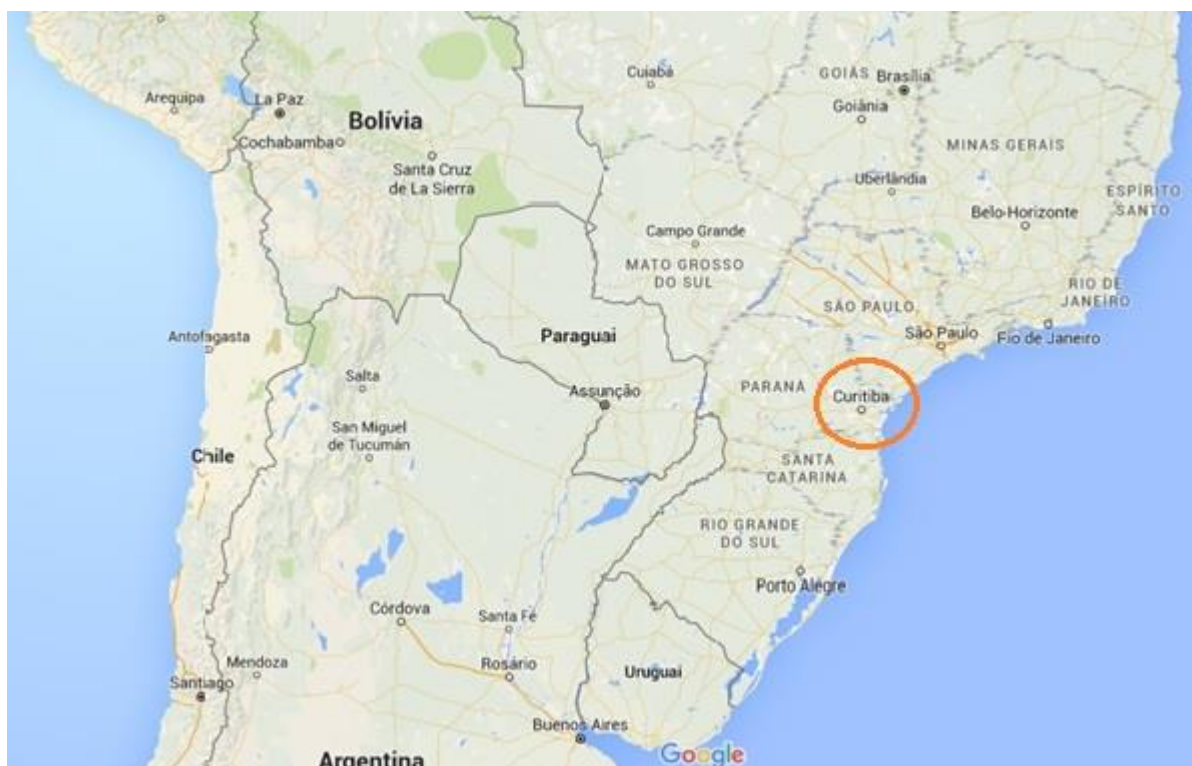 Cuiabá
GOIÁS
Brasília
Arequipa
La Paz
Goiânia
Bolívia
Cochabamba
MINAS GERAIS
Santa Cruz
de La Sierra
Uberlândia
ESPÍRITO
SANTO
Belo Horizonte
Campo Grande
MATO GROSSO
DO SUL
RIO DE
JANEIRO
SÃO PAULO
Antofagasta
Paraguai
São Paulo
Rio de Janeiro
Salta
Assunção
PARANÁ
Curitiba
San Miguel
de Tucumán
Chile
SANTA
CATARINA
RIO GRANDE
DO SUL
Porto Alegre
Córdova
Santa Fé
Mendoza
Rosário
Uruguai
Santiago
Buenos Aires
Google
Argentina